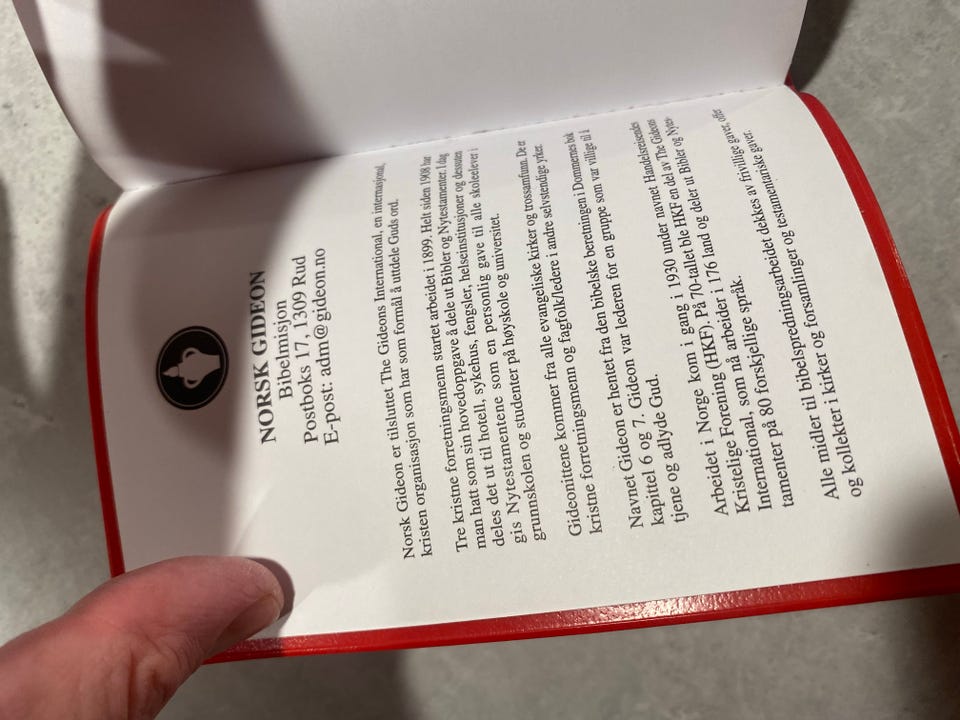 NORSK GIDEON
Bibelmisjon
Postboks 17, 1309 Rud
E-post: adm@gideon.no
Norsk Gideon er tilsluttet The Gideons International, en internasjonal,
kristen organisasjon som har som formål å utdele Guds ord.
Tre kristne forretningsmenn startet arbeidet i 1899. Helt siden 1908 har
man hatt som sin hovedoppgave å dele ut Bibler og Nytestamenter. I dag
deles det ut til hotell, sykehus, fengsler, helseinstitusjoner og dessuten
gis Nytestamentene som en personlig gave til alle skoleelever i
grunnskolen og studenter på høyskole og universitet.
Gideonittene kommer fra alle evangeliske kirker og trossamfunn. De er
kristne forretningsmenn og fagfolk/ledere i andre selvstendige yrker.
Navnet Gideon er hentet fra den bibelske beretningen i Dommernes bok
kapittel 6 og 7. Gideon var lederen for en gruppe som var villige til å
tjene og adlyde Gud.
Arbeidet i Norge kom i gang i 1930 under navnet Handelsreisendes
Kristelige Forening (HKF). På 70-tallet ble HKF en del av The Gideons
International, som nå arbeider i 176 land og deler ut Bibler og Nytes-
tamenter på 80 forskjellige språk.
Alle midler til bibelspredningsarbeidet dekkes av frivillige gaver, offer
og kollekter i kirker og forsamlinger og testamentariske gaver.